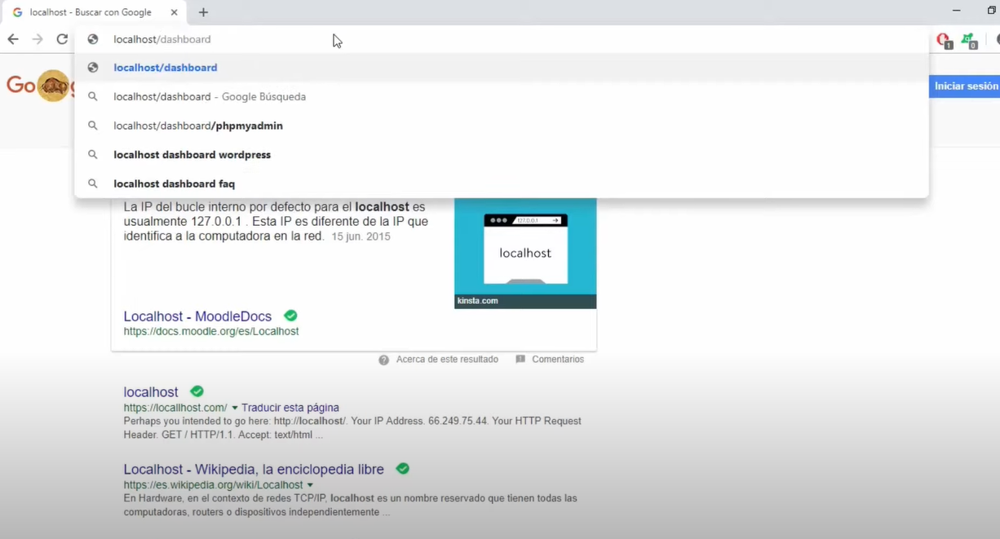 localhost - Buscar con Google
localhost/dashboard
localhost/dashboard
localhost/dashboard - Google Búsqueda
localhost/dashboard/phpmyadmin
localhost dashboard wordpress
localhost dashboard faq
1
0
Go
Iniciar sesión
La IP del bucle interno por defecto para el localhost es
usualmente 127.0.0.1 . Esta IP es diferente de la IP que
identifica a la computadora en la red. 15 jun. 2015
127.0.0.1
localhost
kinsta.com
Localhost - MoodleDocs
https://docs.moodle.org/es/Localhost
Acerca de este resultado
Comentarios
localhost
https://locallhost.com/ Traducir esta página
Perhaps you intended to go here: http://localhost/. Your IP Address. 66.249.75.44. Your HTTP Request
Header. GET / HTTP/1.1. Accept: text/html ...
Localhost - Wikipedia, la enciclopedia libre
https://es.wikipedia.org/wiki/Localhost
En Hardware, en el contexto de redes TCP/IP, localhost es un nombre reservado que tienen todas las
computadoras, routers o dispositivos independientemente ...